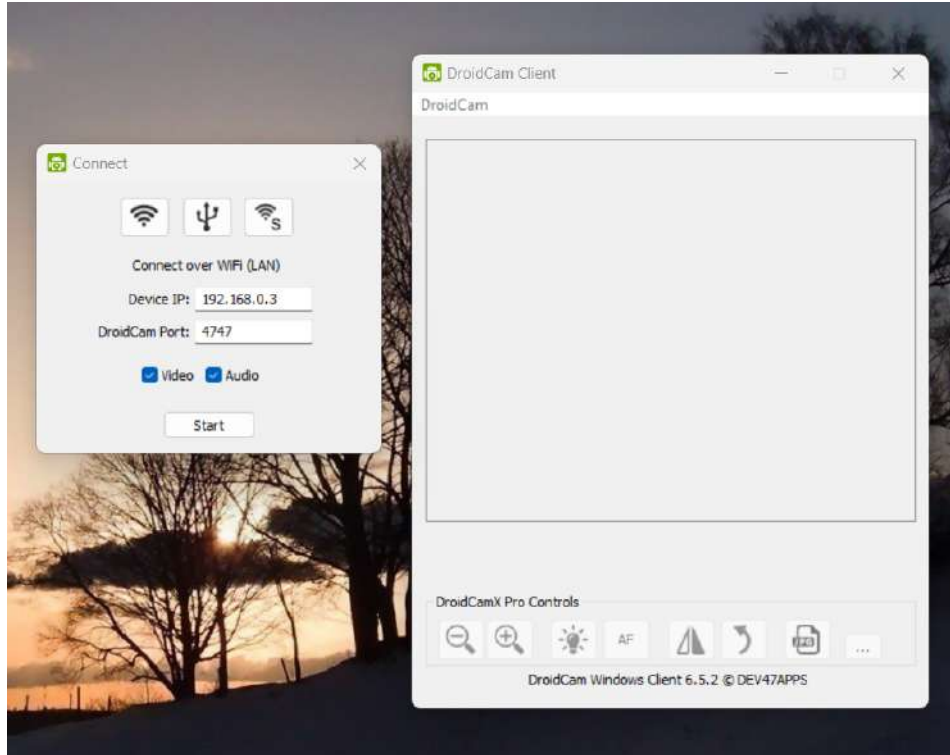 Connect
Connect over WiFi (LAN)
Device IP: 192.168.0.3
DroidCam Port: 4747
Video Audio
Start
DroidCam Client
DroidCam
DroidCamX Pro Controls
AF
JPG
...
DroidCam Windows Client 6.5.2 © DEV47APPS
S